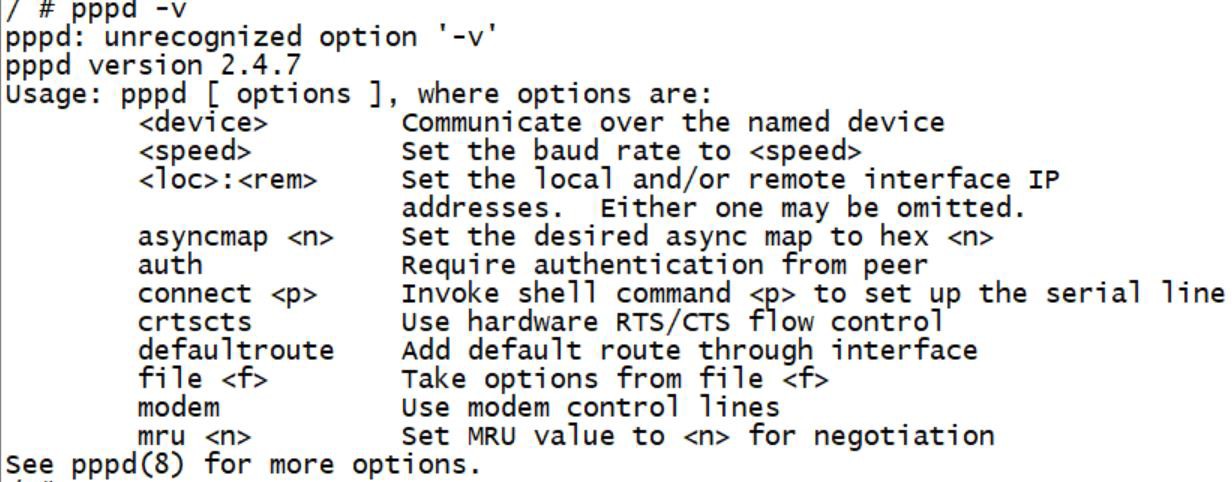 / # pppd -v
pppd: unrecognized option '-v'
pppd version 2.4.7
Usage: pppd [ options ], where options are:
        <device>        Communicate over the named device
        <speed>         Set the baud rate to <speed>
        <loc>:<rem>     Set the local and/or remote interface IP
                        addresses.  Either one may be omitted.
        asyncmap <n>    Set the desired async map to hex <n>
        auth            Require authentication from peer
        connect <p>     Invoke shell command <p> to set up the serial line
        crtscts         Use hardware RTS/CTS flow control
        defaultroute    Add default route through interface
        file <f>        Take options from file <f>
        modem           Use modem control lines
        mru <n>         Set MRU value to <n> for negotiation
See pppd(8) for more options.